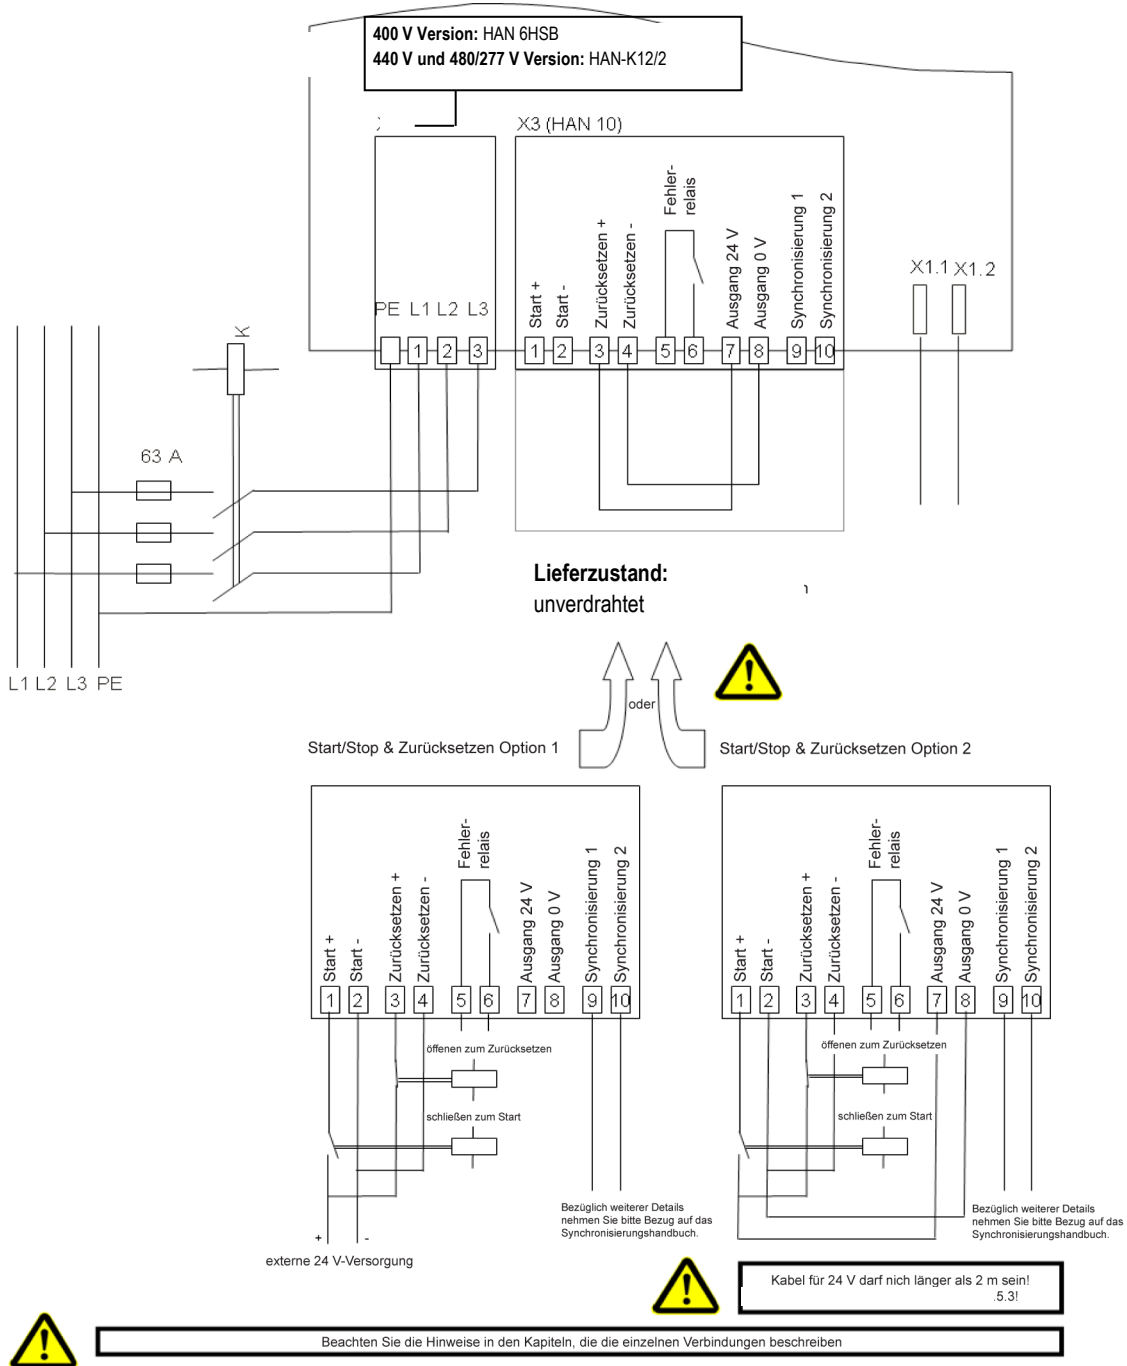 400 V Version: HAN 6HSB
440 V und 480/277 V Version: HAN-K12/2
X3 (HAN 10)
Fehler-
relais
Start +
Start -
Zurücksetzen +
Zurücksetzen -
Ausgang 24 V
Ausgang 0 V
Synchronisierung 1
Synchronisierung 2
X1.1 X1.2
PE L1 L2 L3
1 2 3
1 2 3 4 5 6 7 8 9 10
K
63 A
L1 L2 L3 PE
Lieferzustand:
unverdrahtet
oder
Start/Stop & Zurücksetzen Option 1
Start/Stop & Zurücksetzen Option 2
Fehler-
relais
Start +
Start -
Zurücksetzen +
Zurücksetzen -
Ausgang 24 V
Ausgang 0 V
Synchronisierung 1
Synchronisierung 2
1 2 3 4 5 6 7 8 9 10
öffenen zum Zurücksetzen
schließen zum Start
Bezüglich weiterer Details
nehmen Sie bitte Bezug auf das
Synchronisierungshandbuch.
+ -
externe 24 V-Versorgung
Fehler-
relais
Start +
Start -
Zurücksetzen +
Zurücksetzen -
Ausgang 24 V
Ausgang 0 V
Synchronisierung 1
Synchronisierung 2
1 2 3 4 5 6 7 8 9 10
öffenen zum Zurücksetzen
schließen zum Start
Bezüglich weiterer Details
nehmen Sie bitte Bezug auf das
Synchronisierungshandbuch.
Kabel für 24 V darf nich länger als 2 m sein!
.5.3!
Beachten Sie die Hinweise in den Kapiteln, die die einzelnen Verbindungen beschreiben